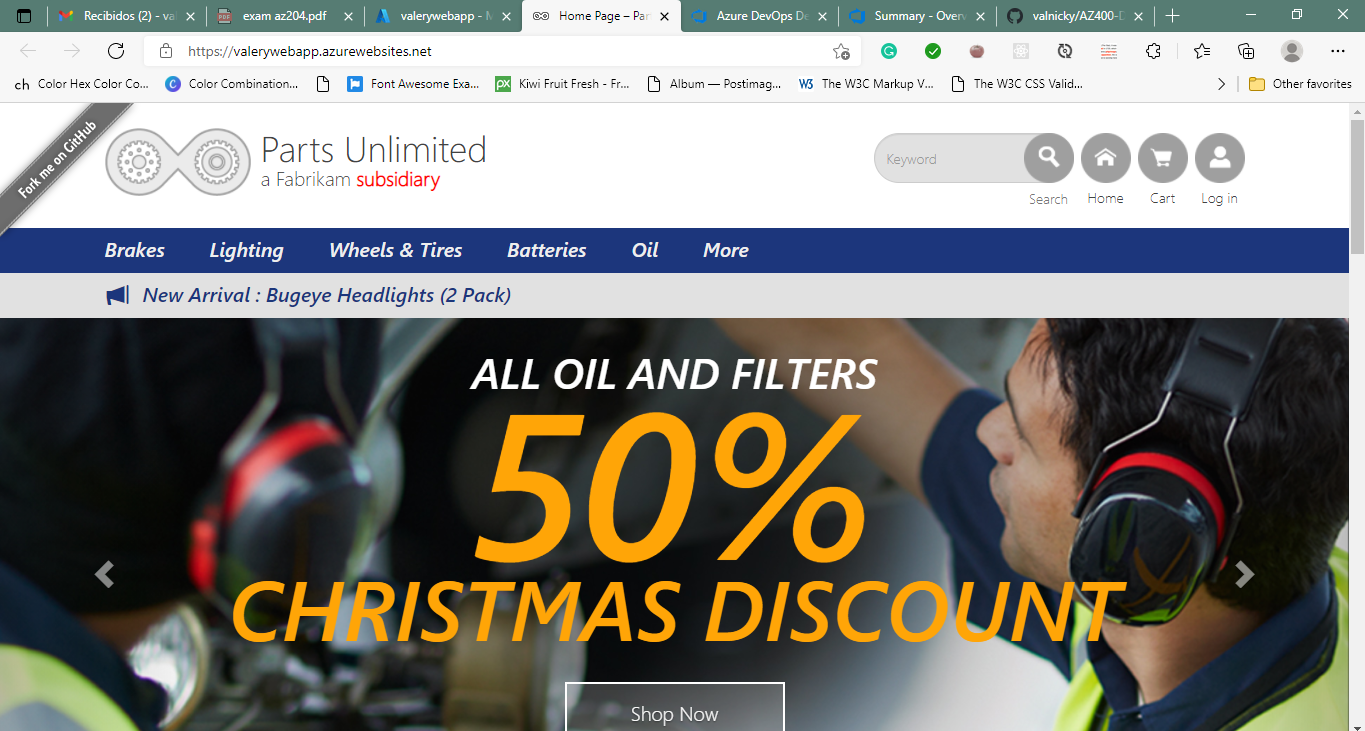 Recibidos (2) - val
exam az204.pdf
valerywebapp - M
Home Page – Par
Azure DevOps De
Summary - Overv
valnicky/AZ400-D
https://valerywebapp.azurewebsites.net
ch Color Hex Color Co...
C Color Combination...
Font Awesome Exa...
px Kiwi Fruit Fresh - Fr...
Album — Postimag...
W3 The W3C Markup V...
The W3C CSS Valid...
Other favorites
Fork me on GitHub
Parts Unlimited
a Fabrikam subsidiary
Keyword
Search
Home
Cart
Log in
Brakes
Lighting
Wheels & Tires
Batteries
Oil
More
New Arrival : Bugeye Headlights (2 Pack)
ALL OIL AND FILTERS
50%
CHRISTMAS DISCOUNT
Shop Now